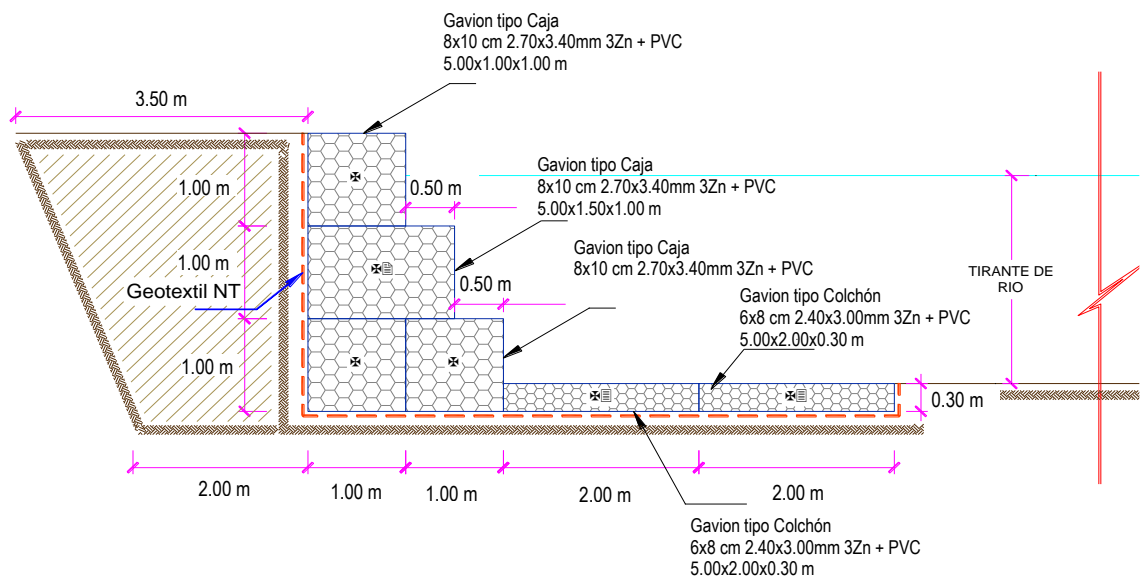 Gavion tipo Caja
8x10 cm 2.70x3.40mm 3Zn + PVC
5.00x1.00x1.00 m
3.50 m
Gavion tipo Caja
8x10 cm 2.70x3.40mm 3Zn + PVC
5.00x1.50x1.00 m
1.00 m
0.50 m
Gavion tipo Caja
8x10 cm 2.70x3.40mm 3Zn + PVC
1.00 m
Geotextil NT
0.50 m
TIRANTE DE
RIO
Gavion tipo Colchón
6x8 cm 2.40x3.00mm 3Zn + PVC
5.00x2.00x0.30 m
1.00 m
0.30 m
2.00 m
1.00 m
1.00 m
2.00 m
2.00 m
Gavion tipo Colchón
6x8 cm 2.40x3.00mm 3Zn + PVC
5.00x2.00x0.30 m